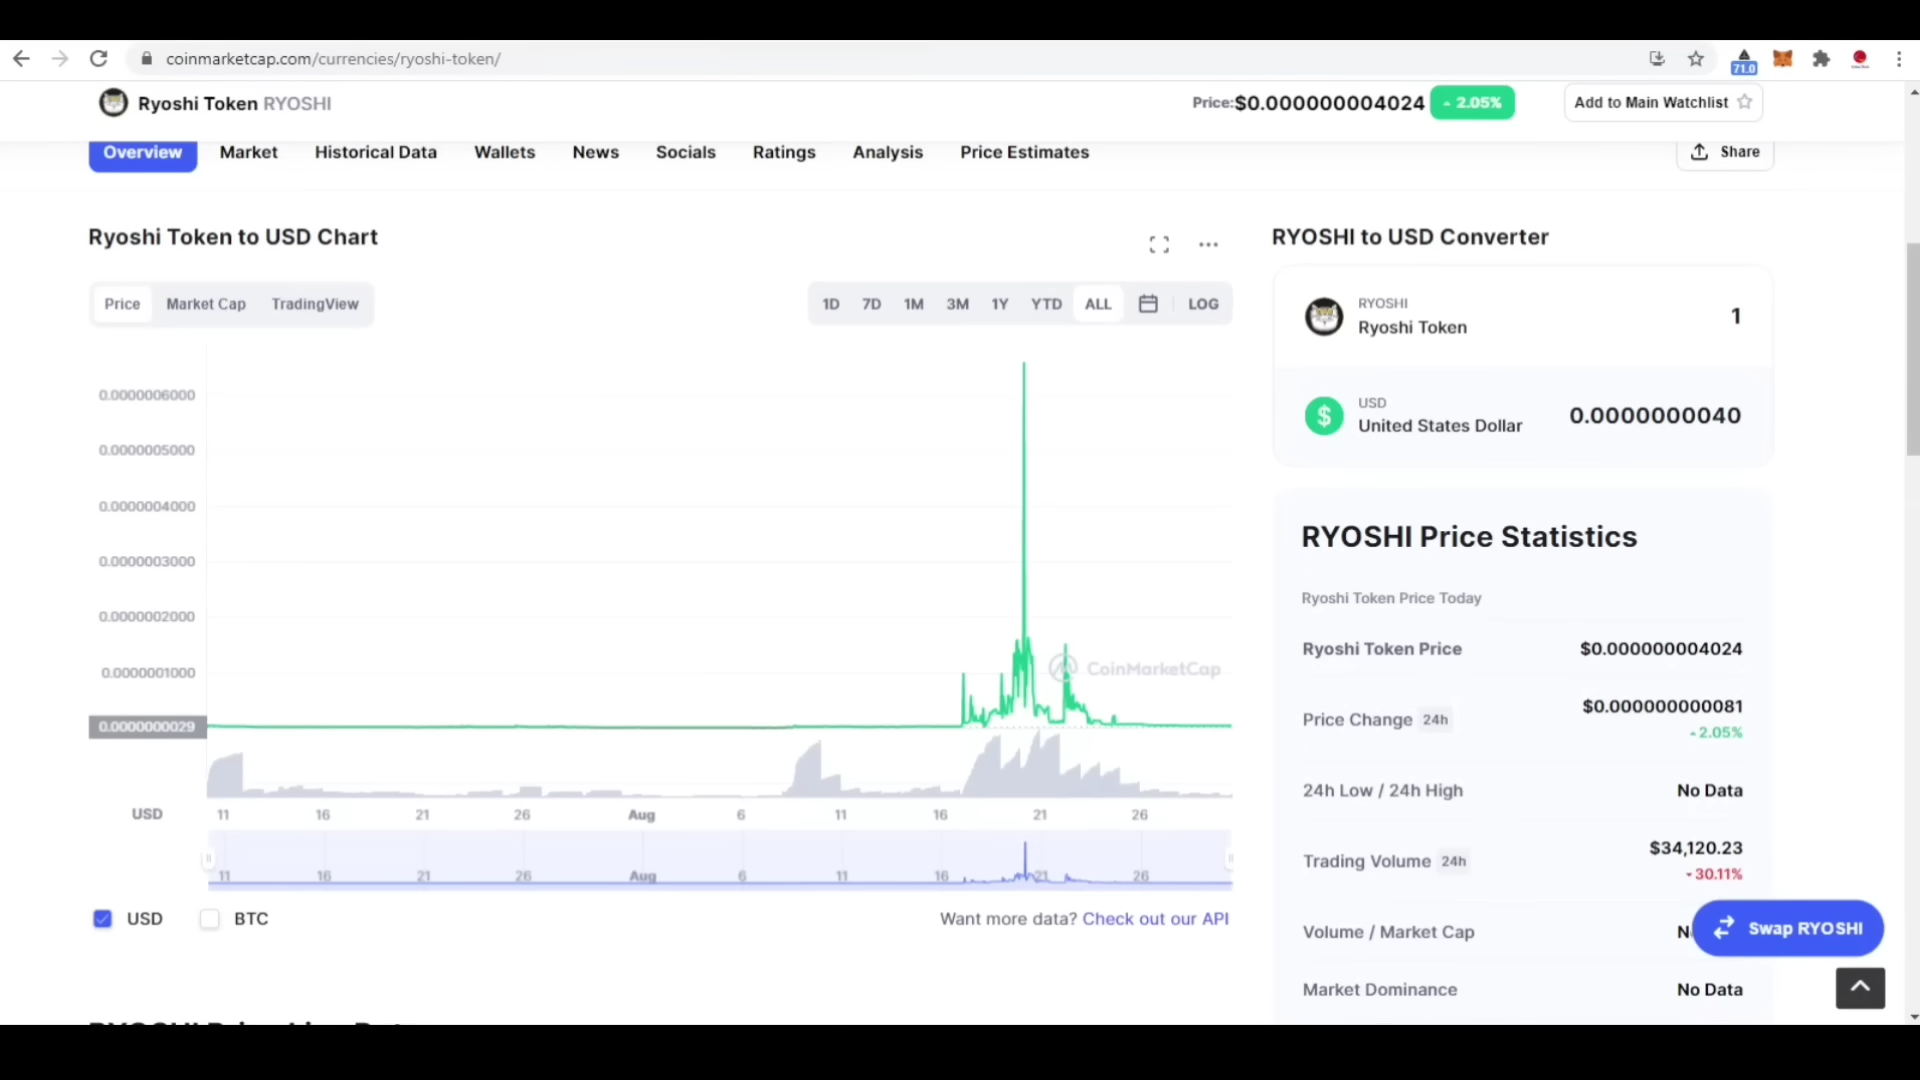 coinmarketcap.com/currencies/ryoshi-token/
71.0
Ryoshi Token RYOSHI
Price:$0.000000004024 2.05%
Add to Main Watchlist
Overview Market Historical Data Wallets News Socials Ratings Analysis Price Estimates
Share
Ryoshi Token to USD Chart
Price Market Cap TradingView
1D 7D 1M 3M 1Y YTD ALL LOG
0.0000006000
0.0000005000
0.0000004000
0.0000003000
0.0000002000
0.0000001000
0.0000000029
CoinMarketCap
USD 11 16 21 26 Aug 6 11 16 21 26
11 16 21 26 Aug 6 11 16 21 26
USD BTC
Want more data? Check out our API
RYOSHI to USD Converter
RYOSHI
Ryoshi Token
1
USD
United States Dollar
0.0000000040
RYOSHI Price Statistics
Ryoshi Token Price Today
Ryoshi Token Price $0.000000004024
Price Change 24h $0.000000000081
2.05%
24h Low / 24h High No Data
Trading Volume 24h $34,120.23
30.11%
Volume / Market Cap
Swap RYOSHI
Market Dominance No Data